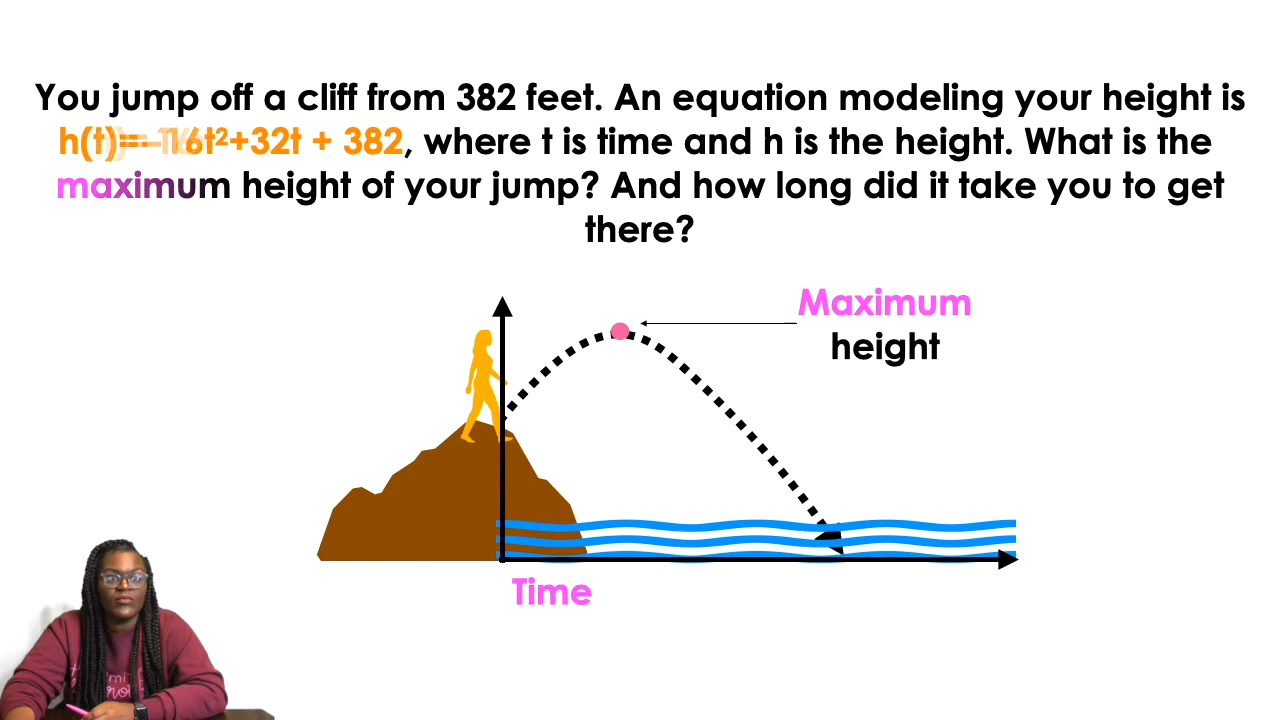 You jump off a cliff from 382 feet. An equation modeling your height is
h(t)=-16t²+32t + 382, where t is time and h is the height. What is the
maximum height of your jump? And how long did it take you to get
there?
Maximum
height
Time